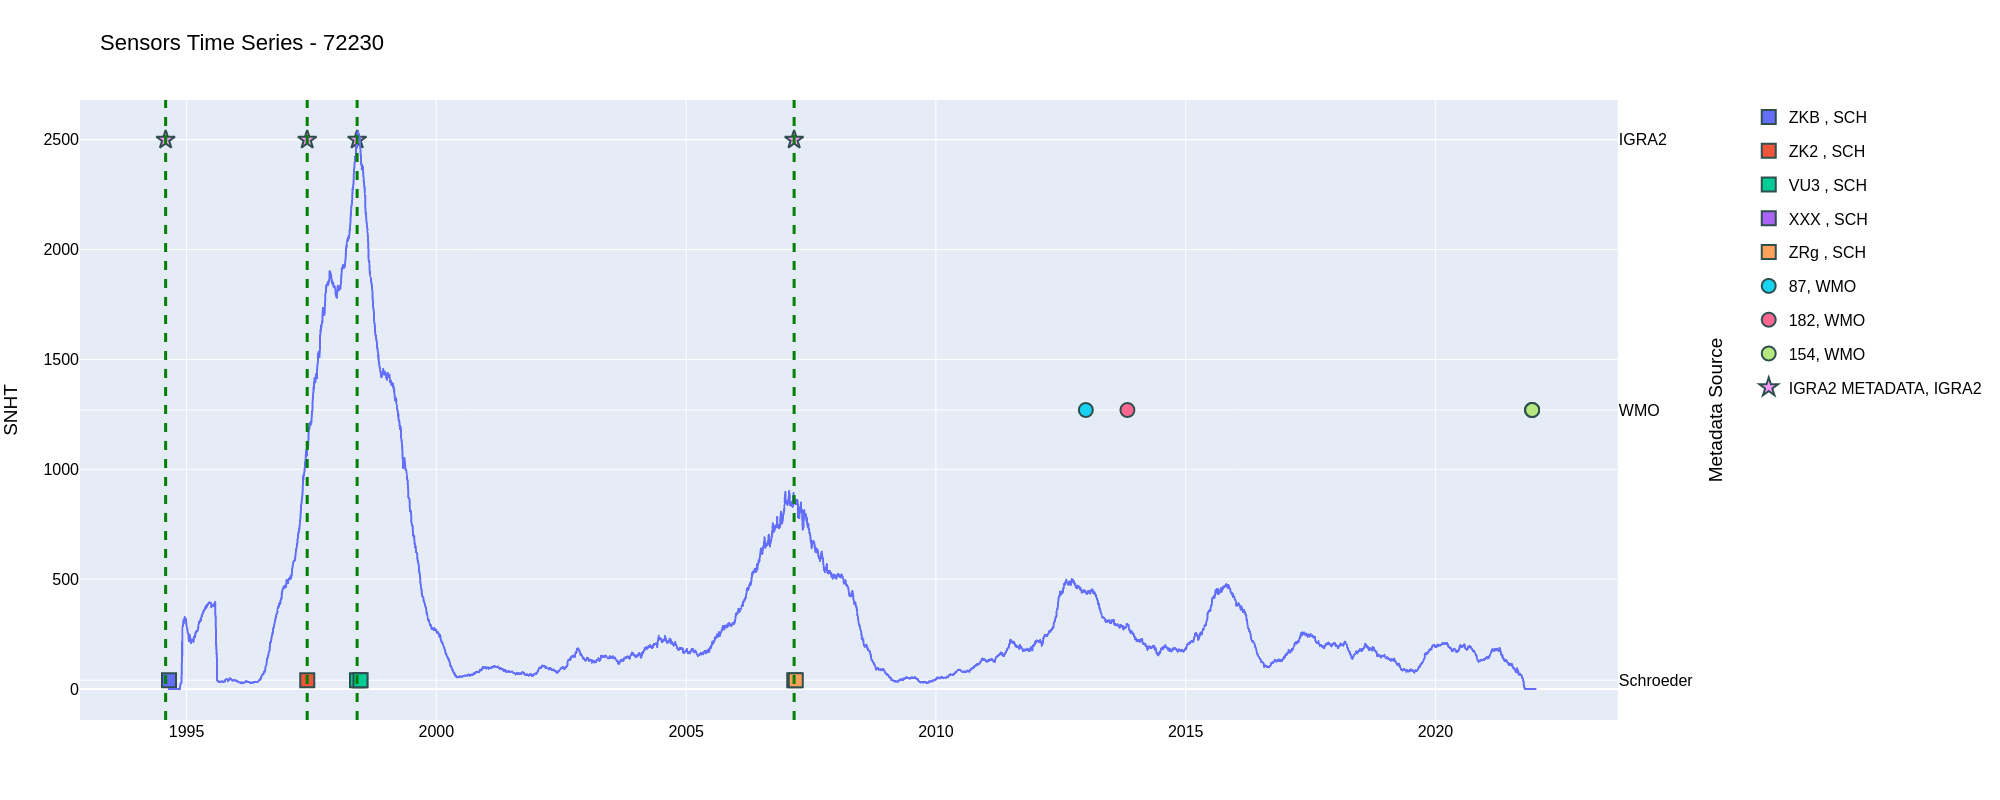 Sensors Time Series - 72230
2500
2000
1500
1000
500
0
SNHT
1995
2000
2005
2010
2015
2020
IGRA2
WMO
Schroeder
Metadata Source
ZKB , SCH
ZK2 , SCH
VU3 , SCH
XXX , SCH
ZRg , SCH
87, WMO
182, WMO
154, WMO
IGRA2 METADATA, IGRA2